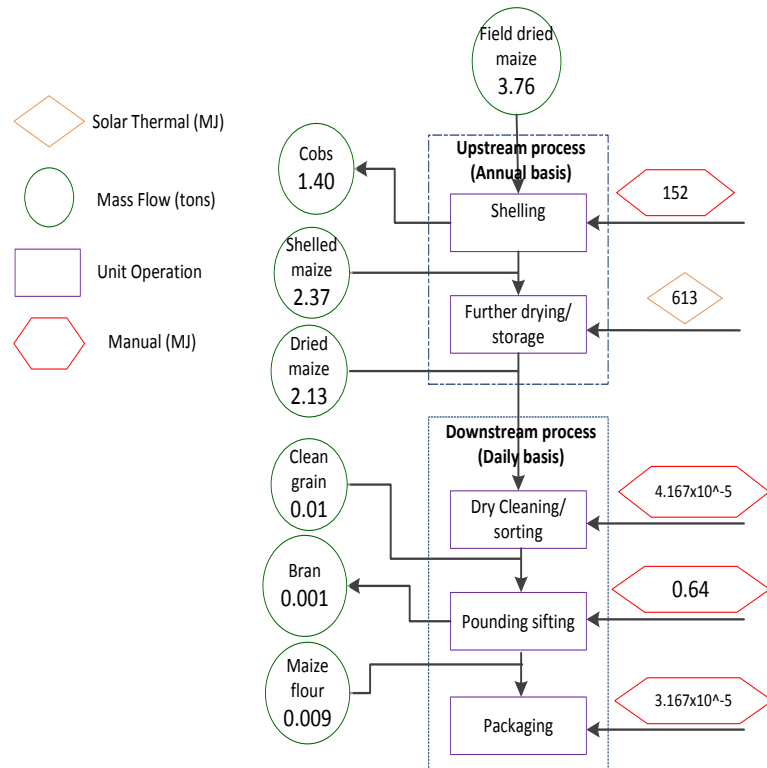 Field dried
maize
3.76
Solar Thermal (MJ)
Mass Flow (tons)
Unit Operation
Manual (MJ)
Upstream process
(Annual basis)
Cobs
1.40
Shelling
152
Shelled
maize
2.37
Further drying/
storage
613
Dried
maize
2.13
Downstream process
(Daily basis)
Clean
grain
0.01
Dry Cleaning/
sorting
4.167x10^-5
Bran
0.001
Pounding sifting
0.64
Maize
flour
0.009
Packaging
3.167x10^-5